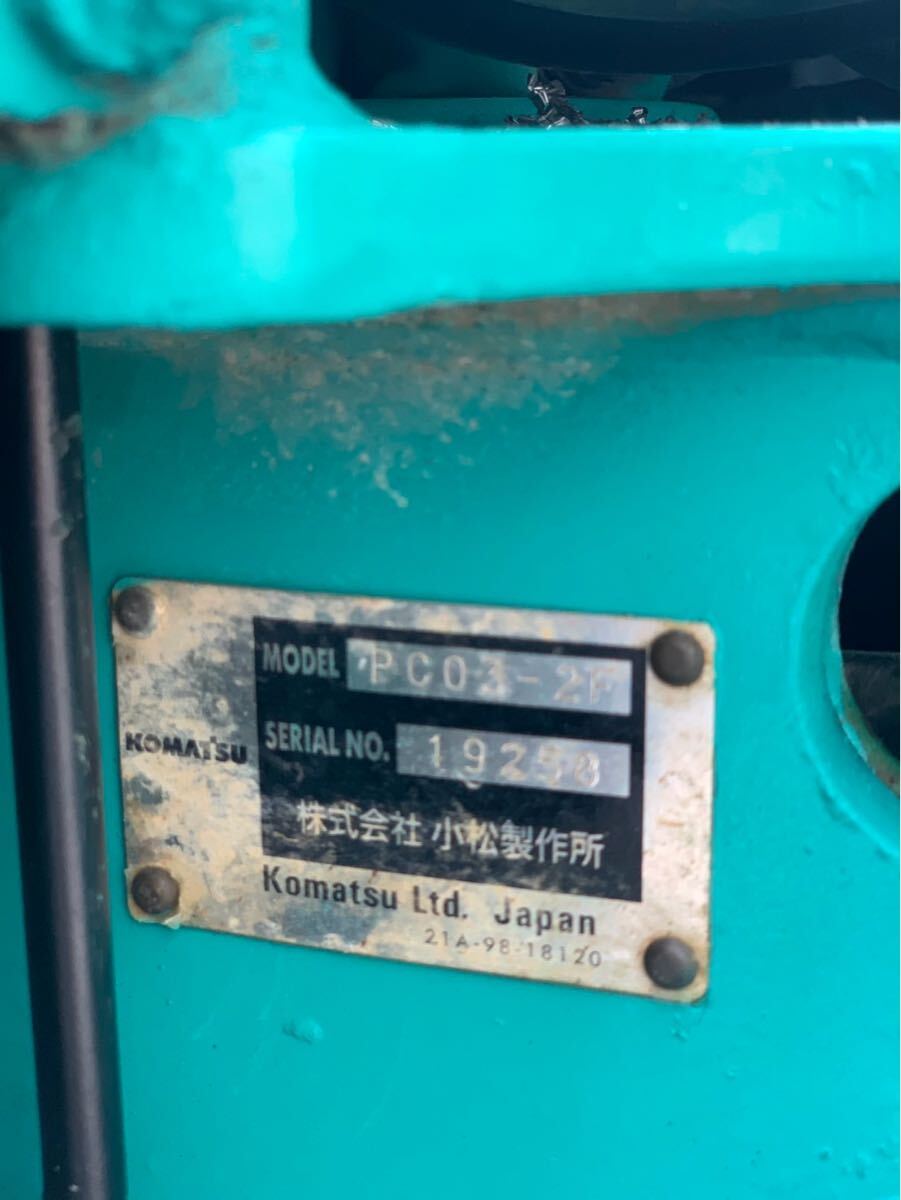 MODEL PC03-2F
KOMATSU
SERIAL NO. 19258
株式会社 小松製作所
Komatsu Ltd. Japan
21A-98-18120